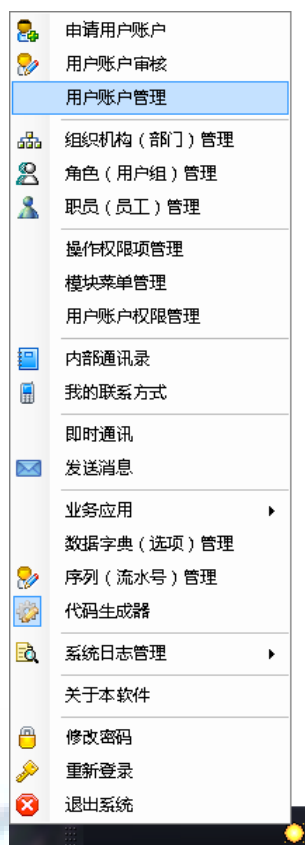 申请用户账户
用户账户审核
用户账户管理
组织机构（部门）管理
角色（用户组）管理
职员（员工）管理
操作权限项管理
模块菜单管理
用户账户权限管理
内部通讯录
我的联系方式
即时通讯
发送消息
业务应用
数据字典（选项）管理
序列（流水号）管理
代码生成器
系统日志管理
关于本软件
修改密码
重新登录
退出系统